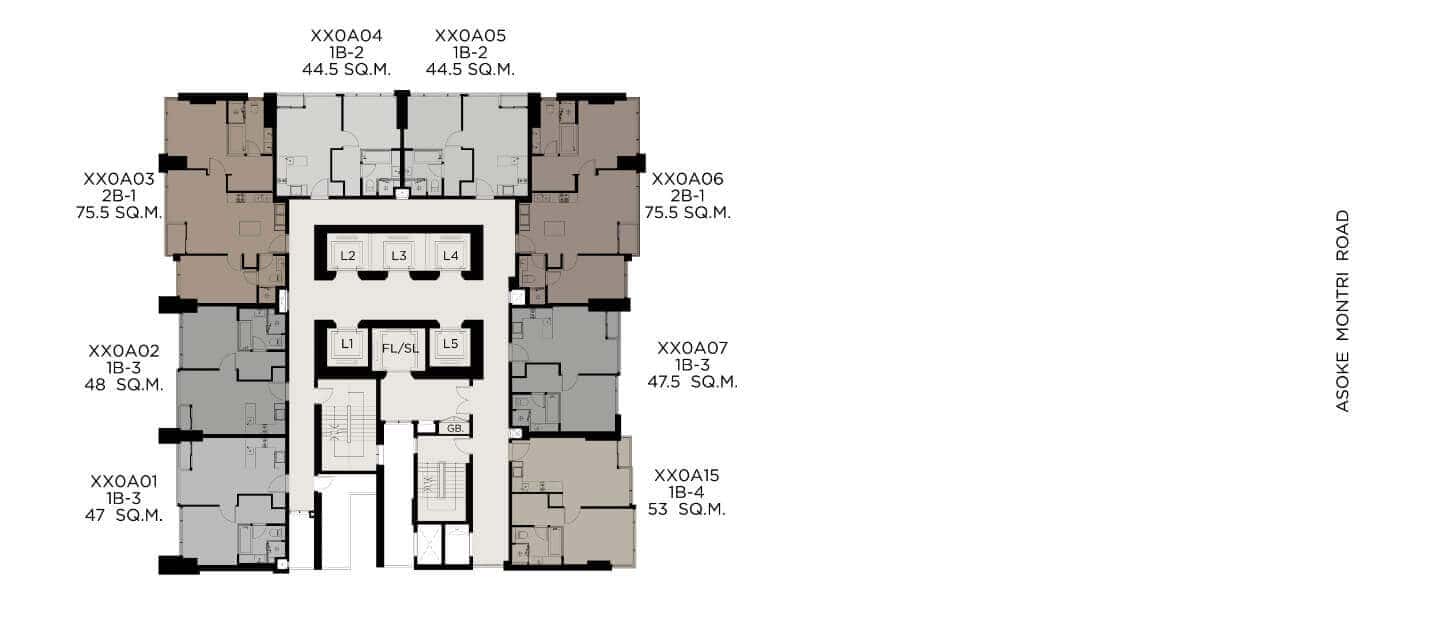 XX0A04
1B-2
44.5 SQ.M.
XX0A05
1B-2
44.5 SQ.M.
XX0A03
2B-1
75.5 SQ.M.
XX0A06
2B-1
75.5 SQ.M.
L2
L3
L4
L1
FL/SL
L5
XX0A02
1B-3
48 SQ.M.
XX0A07
1B-3
47.5 SQ.M.
GB.
XX0A01
1B-3
47 SQ.M.
XX0A15
1B-4
53 SQ.M.
ASOKE MONTRI ROAD